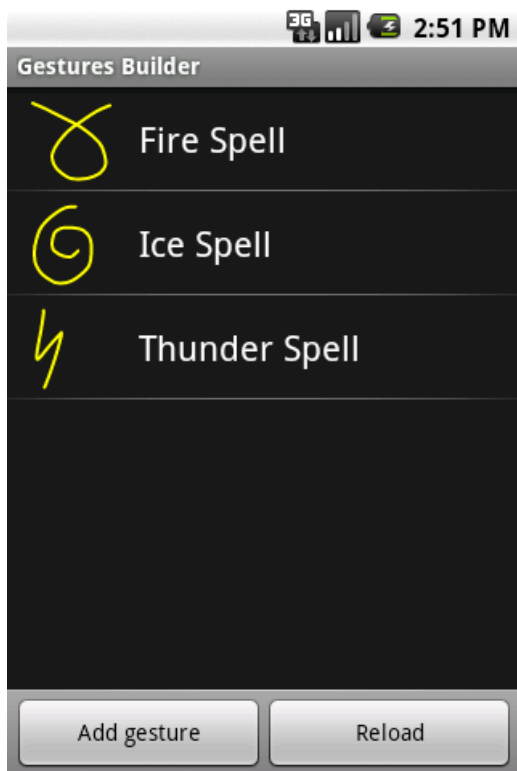 3G 2:51 PM
Gestures Builder
Fire Spell
Ice Spell
Thunder Spell
Add gesture Reload